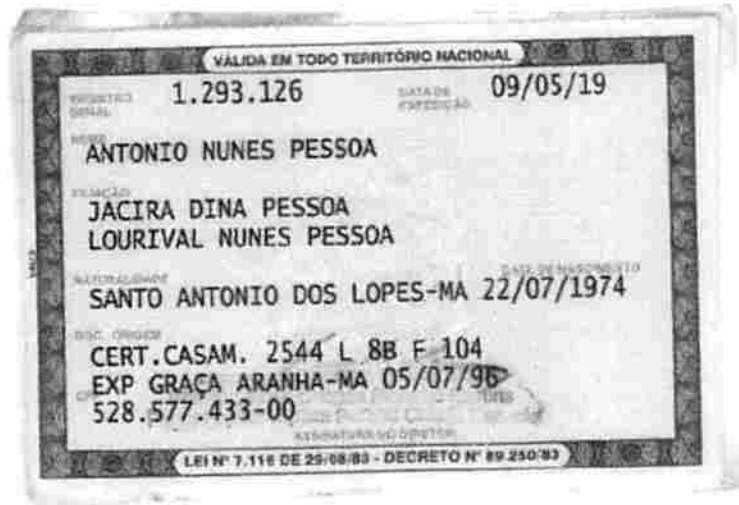 VÁLIDA EM TODO TERRITÓRIO NACIONAL
REGISTRO GERAL 1.293.126 DATA DE EXPEDIÇÃO 09/05/19
NOME
ANTONIO NUNES PESSOA
FILIAÇÃO
JACIRA DINA PESSOA
LOURIVAL NUNES PESSOA
NATURALIDADE DATA DE NASCIMENTO
SANTO ANTONIO DOS LOPES-MA 22/07/1974
DOC. ORIGEM
CERT.CASAM. 2544 L 8B F 104
EXP GRAÇA ARANHA-MA 05/07/96
528.577.433-00
ASSINATURA DO DIRETOR
LEI Nº 7.116 DE 29/08/83 - DECRETO Nº 89.250/83